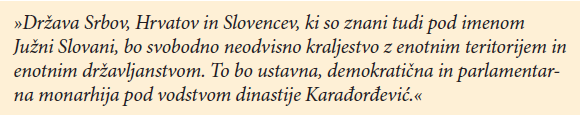 »Država Srbov, Hrvatov in Slovencev, ki so znani tudi pod imenom
Južni Slovani, bo svobodno neodvisno kraljestvo z enotnim teritorijem in
enotnim državljanstvom. To bo ustavna, demokratična in parlamentar-
na monarhija pod vodstvom dinastije Karađorđević.«